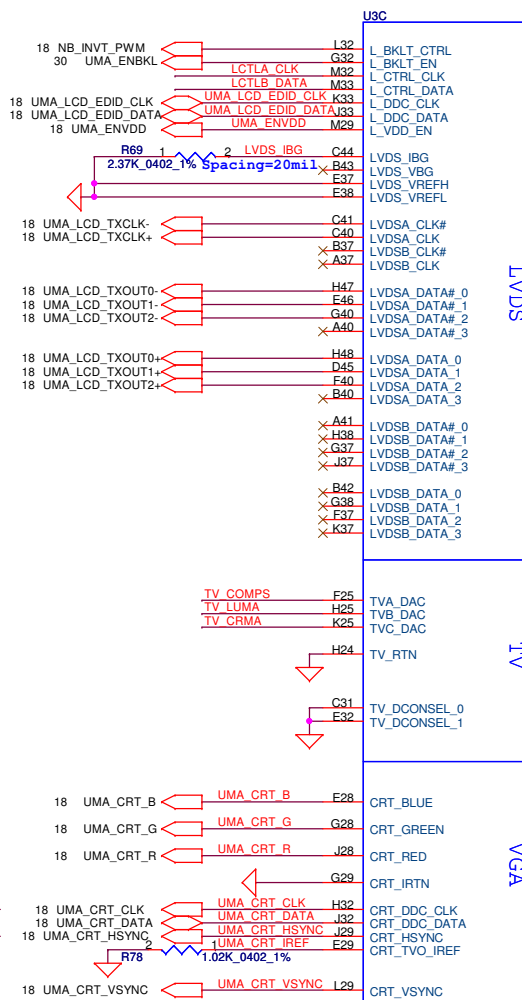 U3C
18 NB_INVT_PWM L32 L_BKLT_CTRL
30 UMA_ENBKL G32 L_BKLT_EN
LCTLA_CLK M32 L_CTRL_CLK
LCTLB_DATA M33 L_CTRL_DATA
18 UMA_LCD_EDID_CLK UMA_LCD_EDID_CLK K33 L_DDC_CLK
18 UMA_LCD_EDID_DATA UMA_LCD_EDID_DATA J33 L_DDC_DATA
18 UMA_ENVDD UMA_ENVDD M29 L_VDD_EN
R69 1 2 LVDS_IBG C44 LVDS_IBG
2.37K_0402_1% Spacing=20mil B43 LVDS_VBG
E37 LVDS_VREFH
E38 LVDS_VREFL
18 UMA_LCD_TXCLK- C41 LVDSA_CLK#
18 UMA_LCD_TXCLK+ C40 LVDSA_CLK
B37 LVDSB_CLK#
A37 LVDSB_CLK
LVDS
18 UMA_LCD_TXOUT0- H47 LVDSA_DATA#_0
18 UMA_LCD_TXOUT1- E46 LVDSA_DATA#_1
18 UMA_LCD_TXOUT2- G40 LVDSA_DATA#_2
A40 LVDSA_DATA#_3
18 UMA_LCD_TXOUT0+ H48 LVDSA_DATA_0
18 UMA_LCD_TXOUT1+ D45 LVDSA_DATA_1
18 UMA_LCD_TXOUT2+ F40 LVDSA_DATA_2
B40 LVDSA_DATA_3
A41 LVDSB_DATA#_0
H38 LVDSB_DATA#_1
G37 LVDSB_DATA#_2
J37 LVDSB_DATA#_3
B42 LVDSB_DATA_0
G38 LVDSB_DATA_1
F37 LVDSB_DATA_2
K37 LVDSB_DATA_3
TV_COMPS F25 TVA_DAC
TV_LUMA H25 TVB_DAC
TV_CRMA K25 TVC_DAC
H24 TV_RTN
TV
C31 TV_DCONSEL_0
E32 TV_DCONSEL_1
18 UMA_CRT_B UMA_CRT_B E28 CRT_BLUE
18 UMA_CRT_G UMA_CRT_G G28 CRT_GREEN
18 UMA_CRT_R UMA_CRT_R J28 CRT_RED
VGA
G29 CRT_IRTN
18 UMA_CRT_CLK UMA_CRT_CLK H32 CRT_DDC_CLK
18 UMA_CRT_DATA UMA_CRT_DATA J32 CRT_DDC_DATA
18 UMA_CRT_HSYNC UMA_CRT_HSYNC J29 CRT_HSYNC
2 1 UMA_CRT_IREF E29 CRT_TVO_IREF
R78 1.02K_0402_1%
18 UMA_CRT_VSYNC UMA_CRT_VSYNC L29 CRT_VSYNC